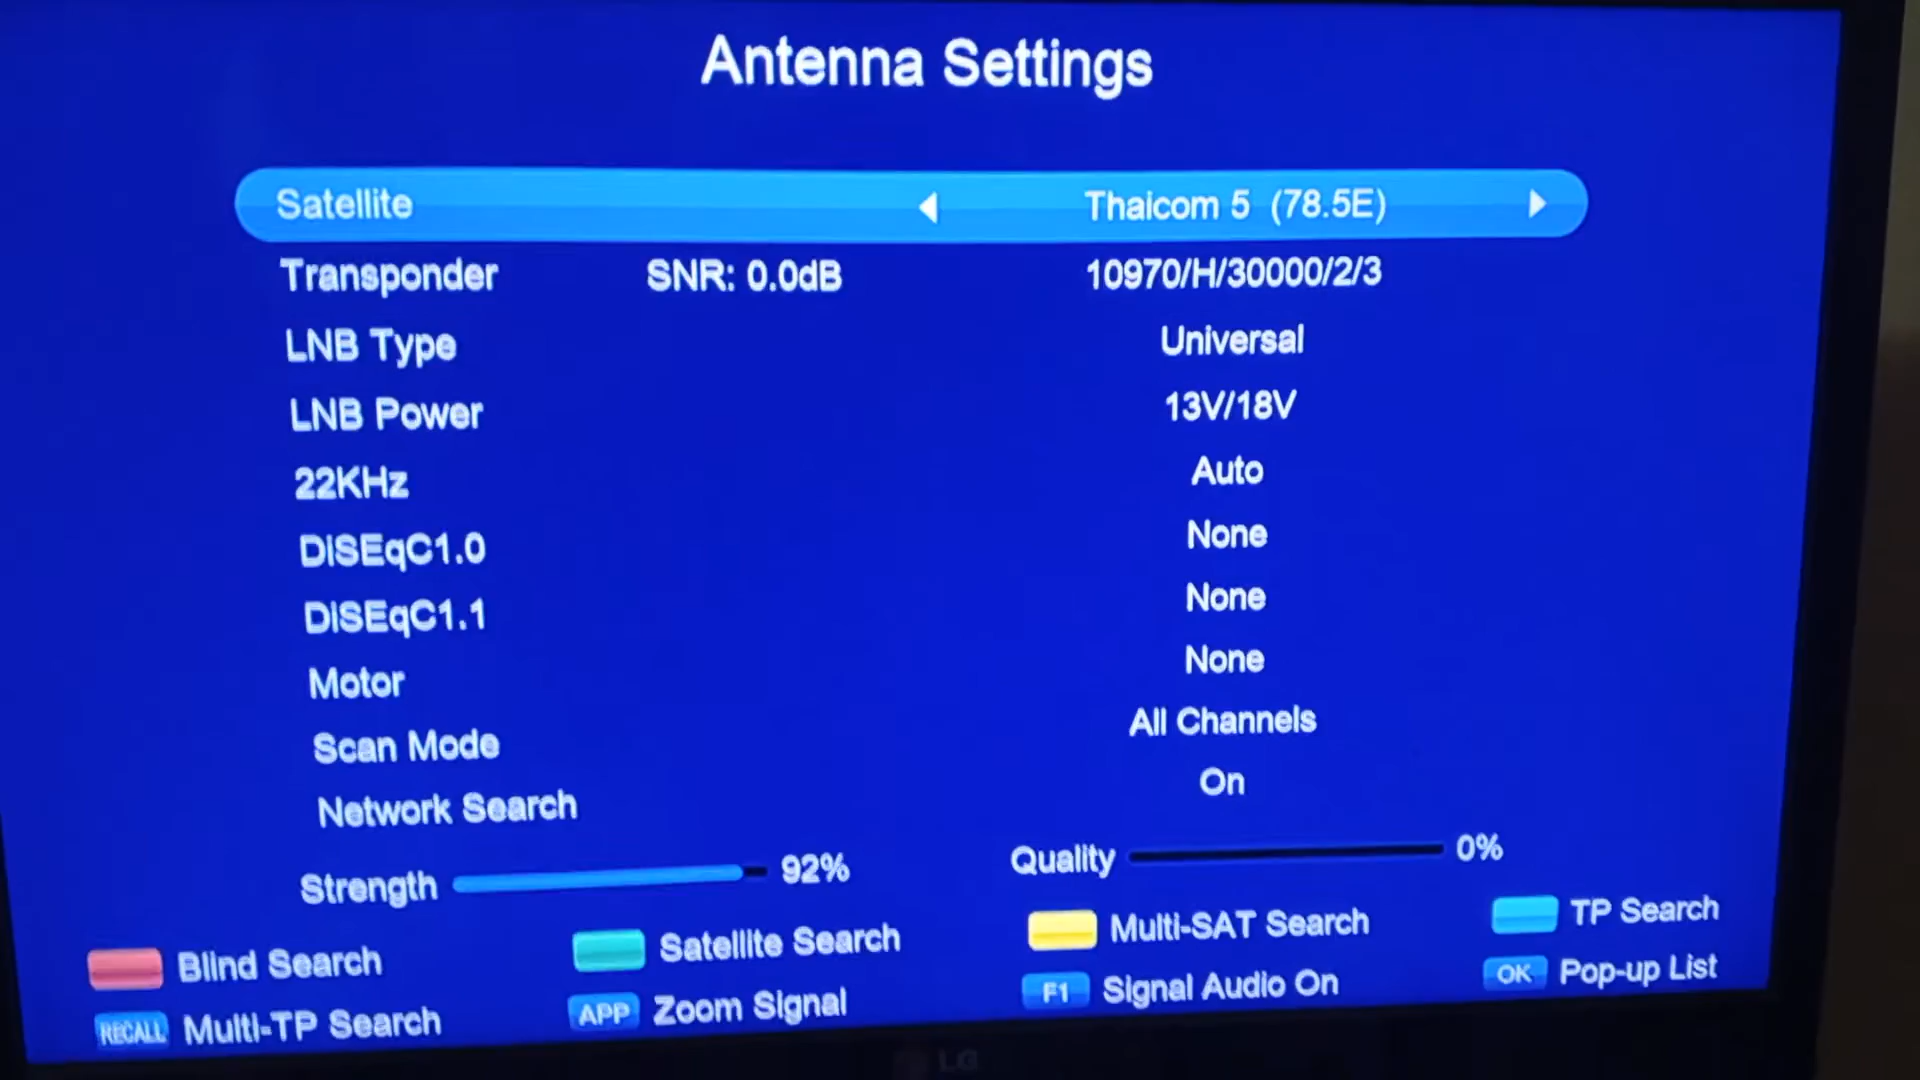 Antenna Settings
Satellite Thaicom 5 (78.5E)
Transponder SNR: 0.0dB 10970/H/30000/2/3
LNB Type Universal
LNB Power 13V/18V
22KHz Auto
DiSEqC1.0 None
DiSEqC1.1 None
Motor None
Scan Mode All Channels
Network Search On
Strength 92% Quality 0%
Blind Search Satellite Search Multi-SAT Search TP Search
RECALL Multi-TP Search APP Zoom Signal F1 Signal Audio On OK Pop-up List
LG